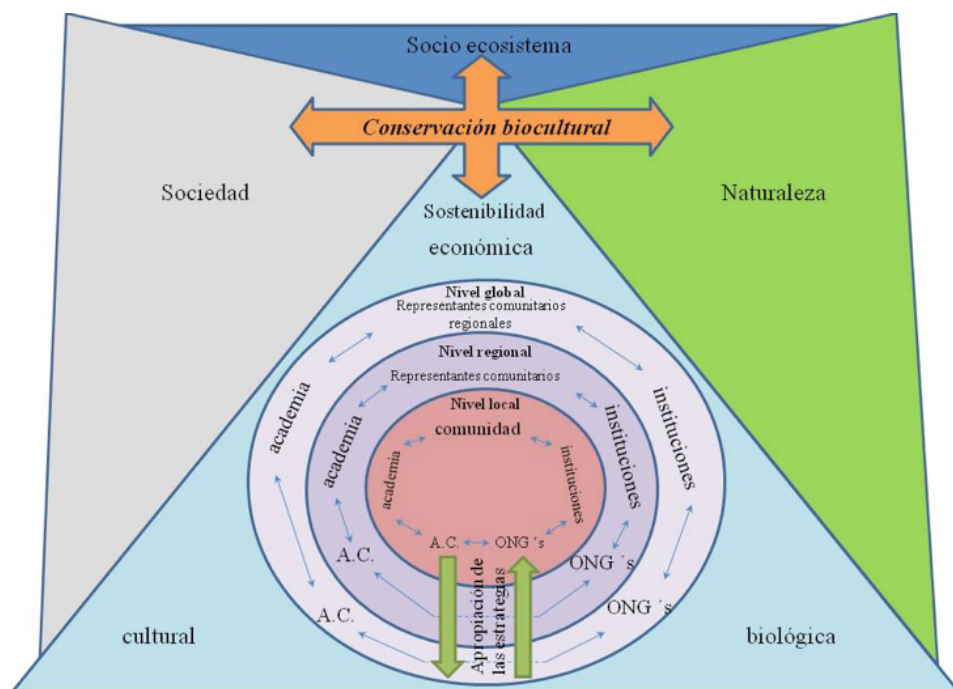 Socio ecosistema
Conservación biocultural
Sociedad
Naturaleza
Sostenibilidad
económica
Nivel global
Representantes comunitarios
regionales
academia
instituciones
Nivel regional
Representantes comunitarios
academia
instituciones
Nivel local
comunidad
academia
instituciones
A.C.
ONG ´s
A.C.
ONG ´s
A.C.
ONG ´s
Apropiación de
las estrategias
cultural
biológica